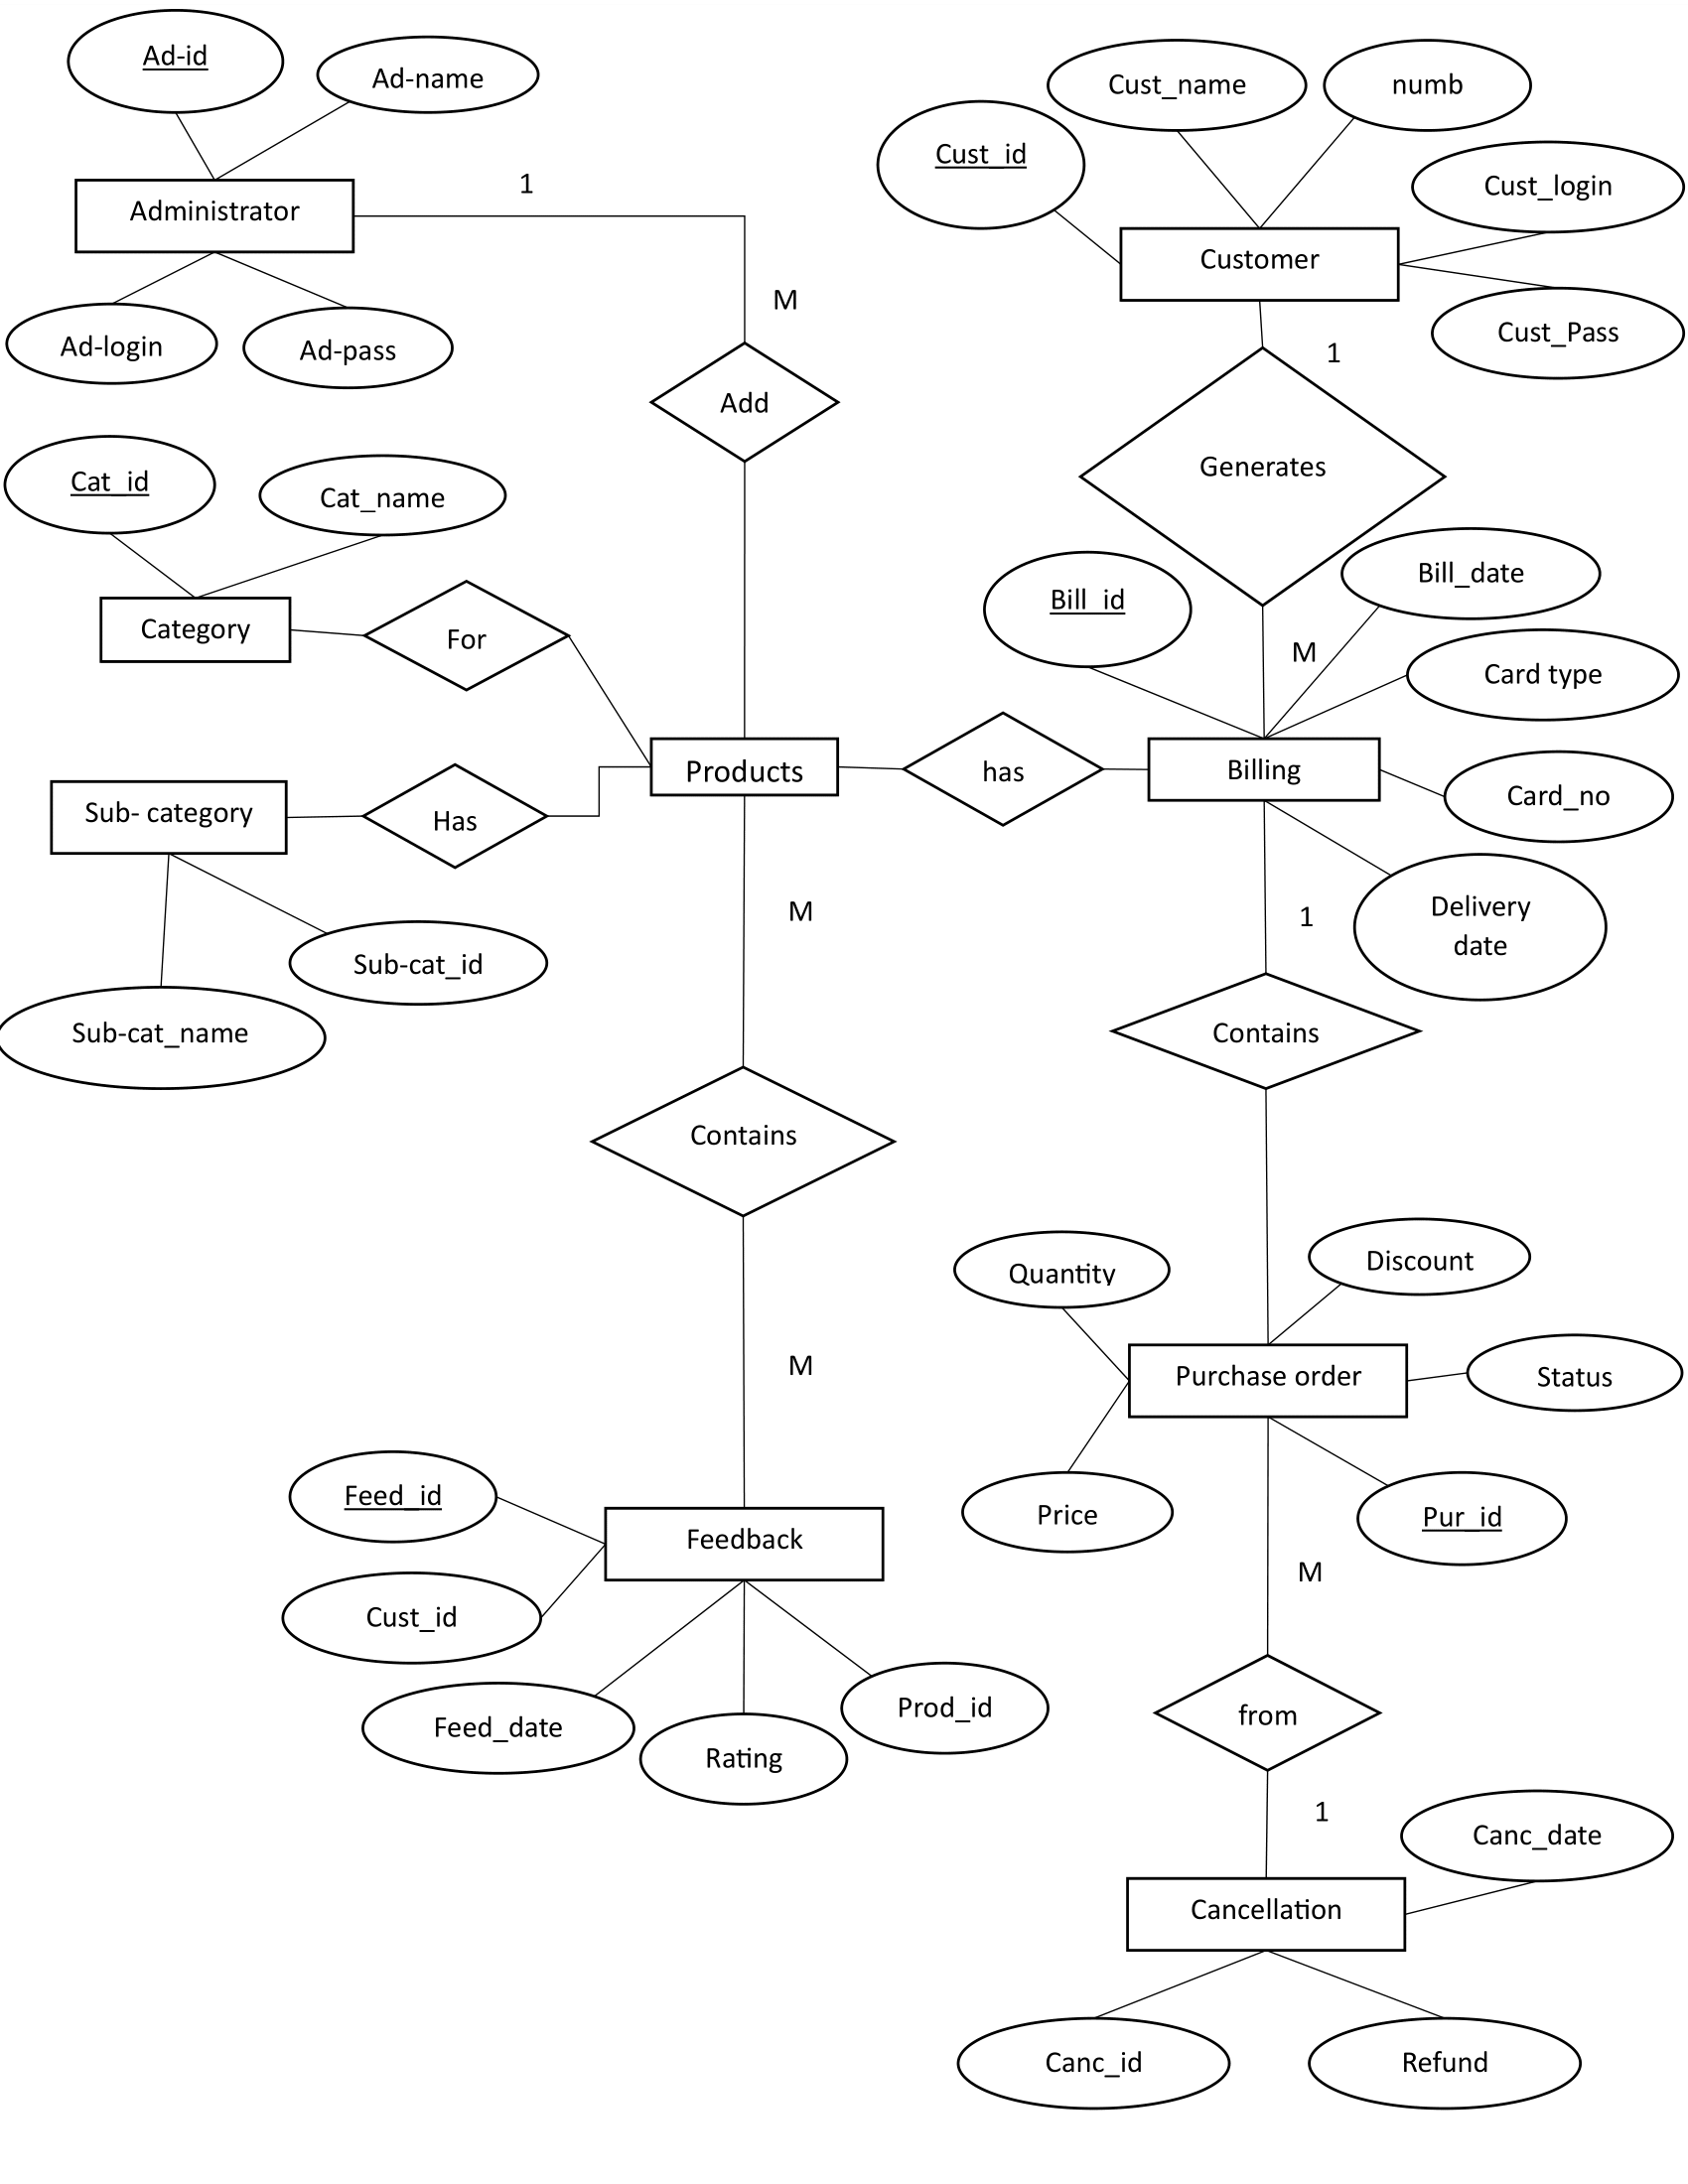 Ad-id
Ad-name
Administrator
1
Ad-login
Ad-pass
M
Add
Cust_name
numb
Cust_id
Cust_login
Customer
Cust_Pass
1
Generates
Cat_id
Cat_name
Category
For
Bill_id
Bill_date
M
Card type
Products
has
Billing
Card_no
Sub- category
Has
M
1
Delivery
date
Sub-cat_id
Sub-cat_name
Contains
Contains
Quantity
Discount
M
Purchase order
Status
Price
Pur_id
Feed_id
Feedback
Cust_id
M
Feed_date
Rating
Prod_id
from
1
Canc_date
Cancellation
Canc_id
Refund